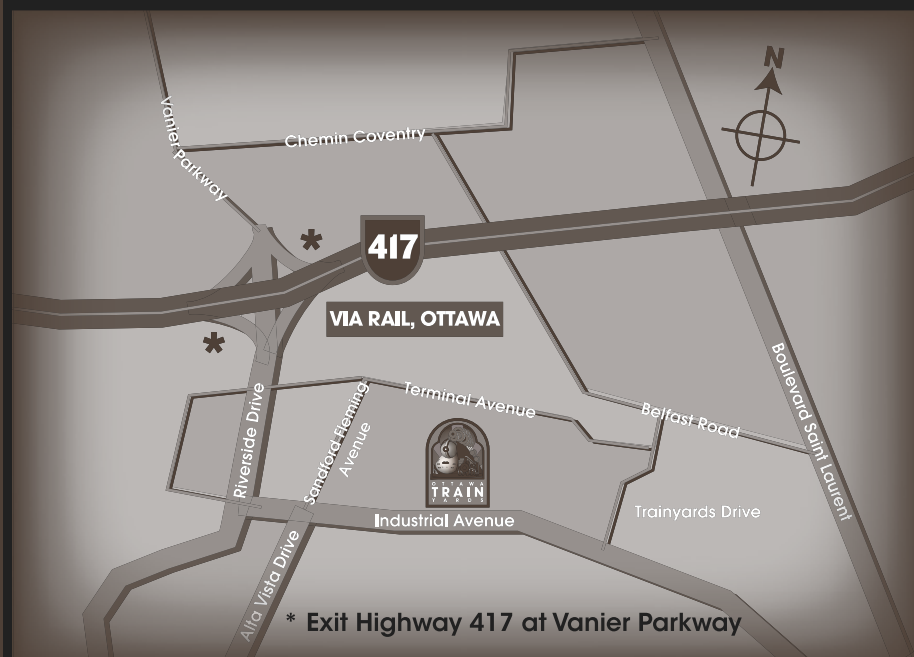 N
Vanier Parkway
Chemin Coventry
417
*
*
VIA RAIL, OTTAWA
Boulevard Saint Laurent
Terminal Avenue
Belfast Road
Riverside Drive
Sandford Fleming
Avenue
OTTAWA
TRAIN
YARDS
Industrial Avenue
Trainyards Drive
Alta Vista Drive
* Exit Highway 417 at Vanier Parkway